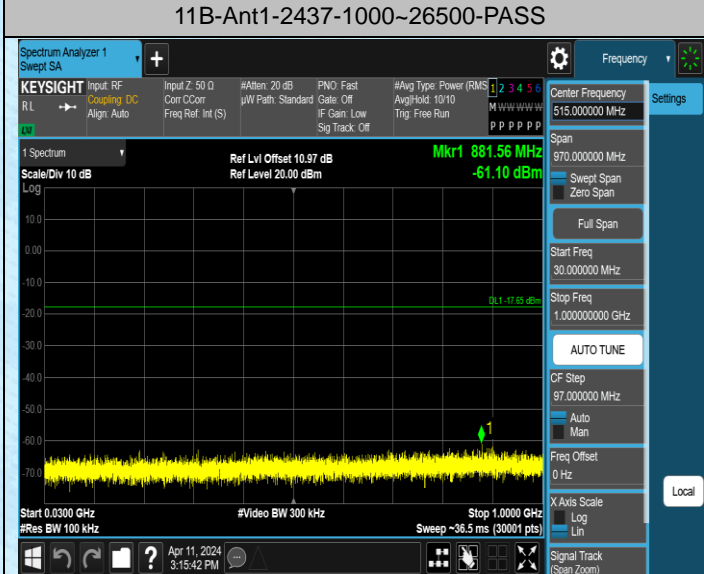 11B-Ant1-2437-1000~26500-PASS
Spectrum Analyzer 1
Swept SA
Frequency
KEYSIGHT
RL
LXI
Input: RF
Coupling: DC
Align: Auto
Input Z: 50 Ω
Corr CCorr
Freq Ref: Int (S)
#Atten: 20 dB
µW Path: Standard
PNO: Fast
Gate: Off
IF Gain: Low
Sig Track: Off
#Avg Type: Power (RMS
Avg|Hold: 10/10
Trig: Free Run
1 2 3 4 5 6
M W W W W W
P P P P P P
1 Spectrum
Scale/Div 10 dB
Ref Lvl Offset 10.97 dB
Ref Level 20.00 dBm
Mkr1 881.56 MHz
-61.10 dBm
Log
10.0
0.00
-10.0
DL1 -17.65 dBm
-20.0
-30.0
-40.0
-50.0
1
-60.0
-70.0
Start 0.0300 GHz
#Video BW 300 kHz
Stop 1.0000 GHz
#Res BW 100 kHz
Sweep ~36.5 ms (30001 pts)
?
Apr 11, 2024
3:15:42 PM
Center Frequency
515.000000 MHz
Settings
Span
970.000000 MHz
Swept Span
Zero Span
Full Span
Start Freq
30.000000 MHz
Stop Freq
1.000000000 GHz
AUTO TUNE
CF Step
97.000000 MHz
Auto
Man
Freq Offset
0 Hz
X Axis Scale
Log
Lin
Local
Signal Track
(Span Zoom)